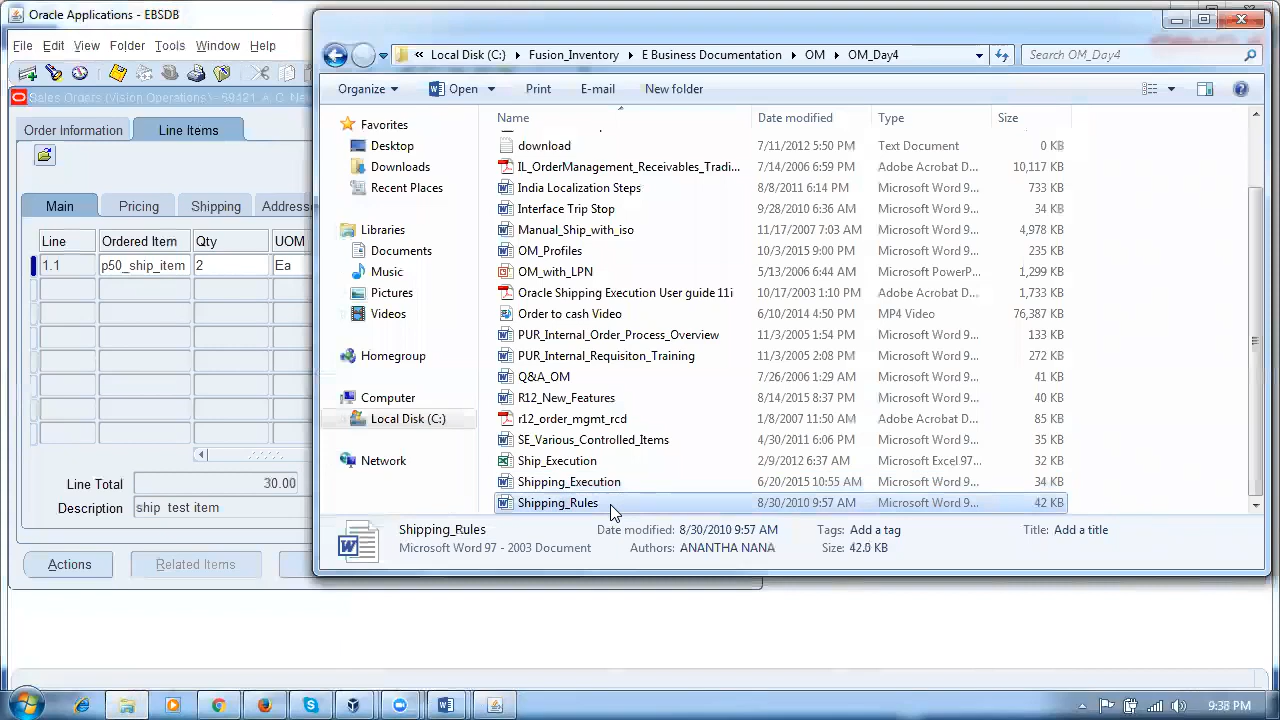 Oracle Applications - EBSDB
File Edit View Folder Tools Window Help
Sales Orders (Vision Operations)
Order Information Line Items
Main Pricing Shipping
Line Ordered Item Qty UOM
1.1 p50_ship_item 2 Ea
Line Total 30.00
Description ship test item
Actions Related Items
« Local Disk (C:) Fusion_Inventory E Business Documentation OM OM_Day4 Search OM_Day4
Organize Open Print E-mail New folder
Favorites
Desktop
Downloads
Recent Places
Libraries
Documents
Music
Pictures
Videos
Homegroup
Computer
Local Disk (C:)
Network
Name Date modified Type Size
download 7/11/2012 5:50 PM Text Document 0 KB
IL_OrderManagement_Receivables_Tradi... 7/14/2006 6:59 PM Adobe Acrobat D... 10,117 KB
India Localization Steps 8/8/2011 6:14 PM Microsoft Word 9... 733 KB
Interface Trip Stop 9/28/2010 6:36 AM Microsoft Word 9... 34 KB
Manual_Ship_with_iso 11/17/2007 7:03 AM Microsoft Word 9... 4,978 KB
OM_Profiles 10/3/2015 9:00 PM Microsoft Word 9... 235 KB
OM_with_LPN 5/13/2006 6:44 AM Microsoft PowerP... 1,299 KB
Oracle Shipping Execution User guide 11i 10/17/2003 1:10 PM Adobe Acrobat D... 1,733 KB
Order to cash Video 6/10/2014 4:50 PM MP4 Video 76,387 KB
PUR_Internal_Order_Process_Overview 11/3/2005 1:54 PM Microsoft Word 9... 133 KB
PUR_Internal_Requisiton_Training 11/3/2005 2:08 PM Microsoft Word 9... 272 KB
Q&A_OM 7/26/2006 1:29 AM Microsoft Word 9... 41 KB
R12_New_Features 8/14/2015 8:37 PM Microsoft Word 9... 40 KB
r12_order_mgmt_rcd 1/8/2007 11:50 AM Adobe Acrobat D... 85 KB
SE_Various_Controlled_Items 4/30/2011 6:06 PM Microsoft Word 9... 35 KB
Ship_Execution 2/9/2012 6:37 AM Microsoft Excel 97... 32 KB
Shipping_Execution 6/20/2015 10:55 AM Microsoft Word 9... 34 KB
Shipping_Rules 8/30/2010 9:57 AM Microsoft Word 9... 42 KB
Shipping_Rules Date modified: 8/30/2010 9:57 AM Tags: Add a tag Title: Add a title
Microsoft Word 97 - 2003 Document Authors: ANANTHA NANA Size: 42.0 KB
9:38 PM